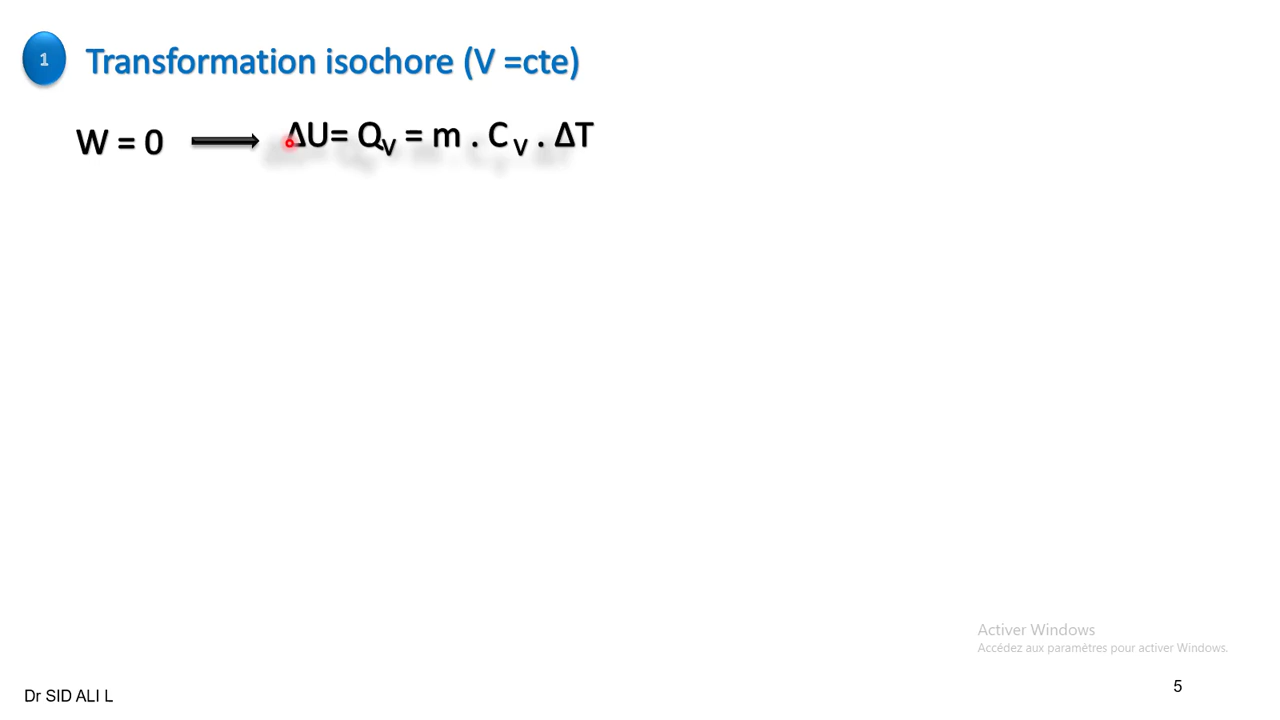 1 Transformation isochore (V =cte)
W = 0 ΔU= QV = m . C V . ΔT
Activer Windows
Accédez aux paramètres pour activer Windows.
Dr SID ALI L
5